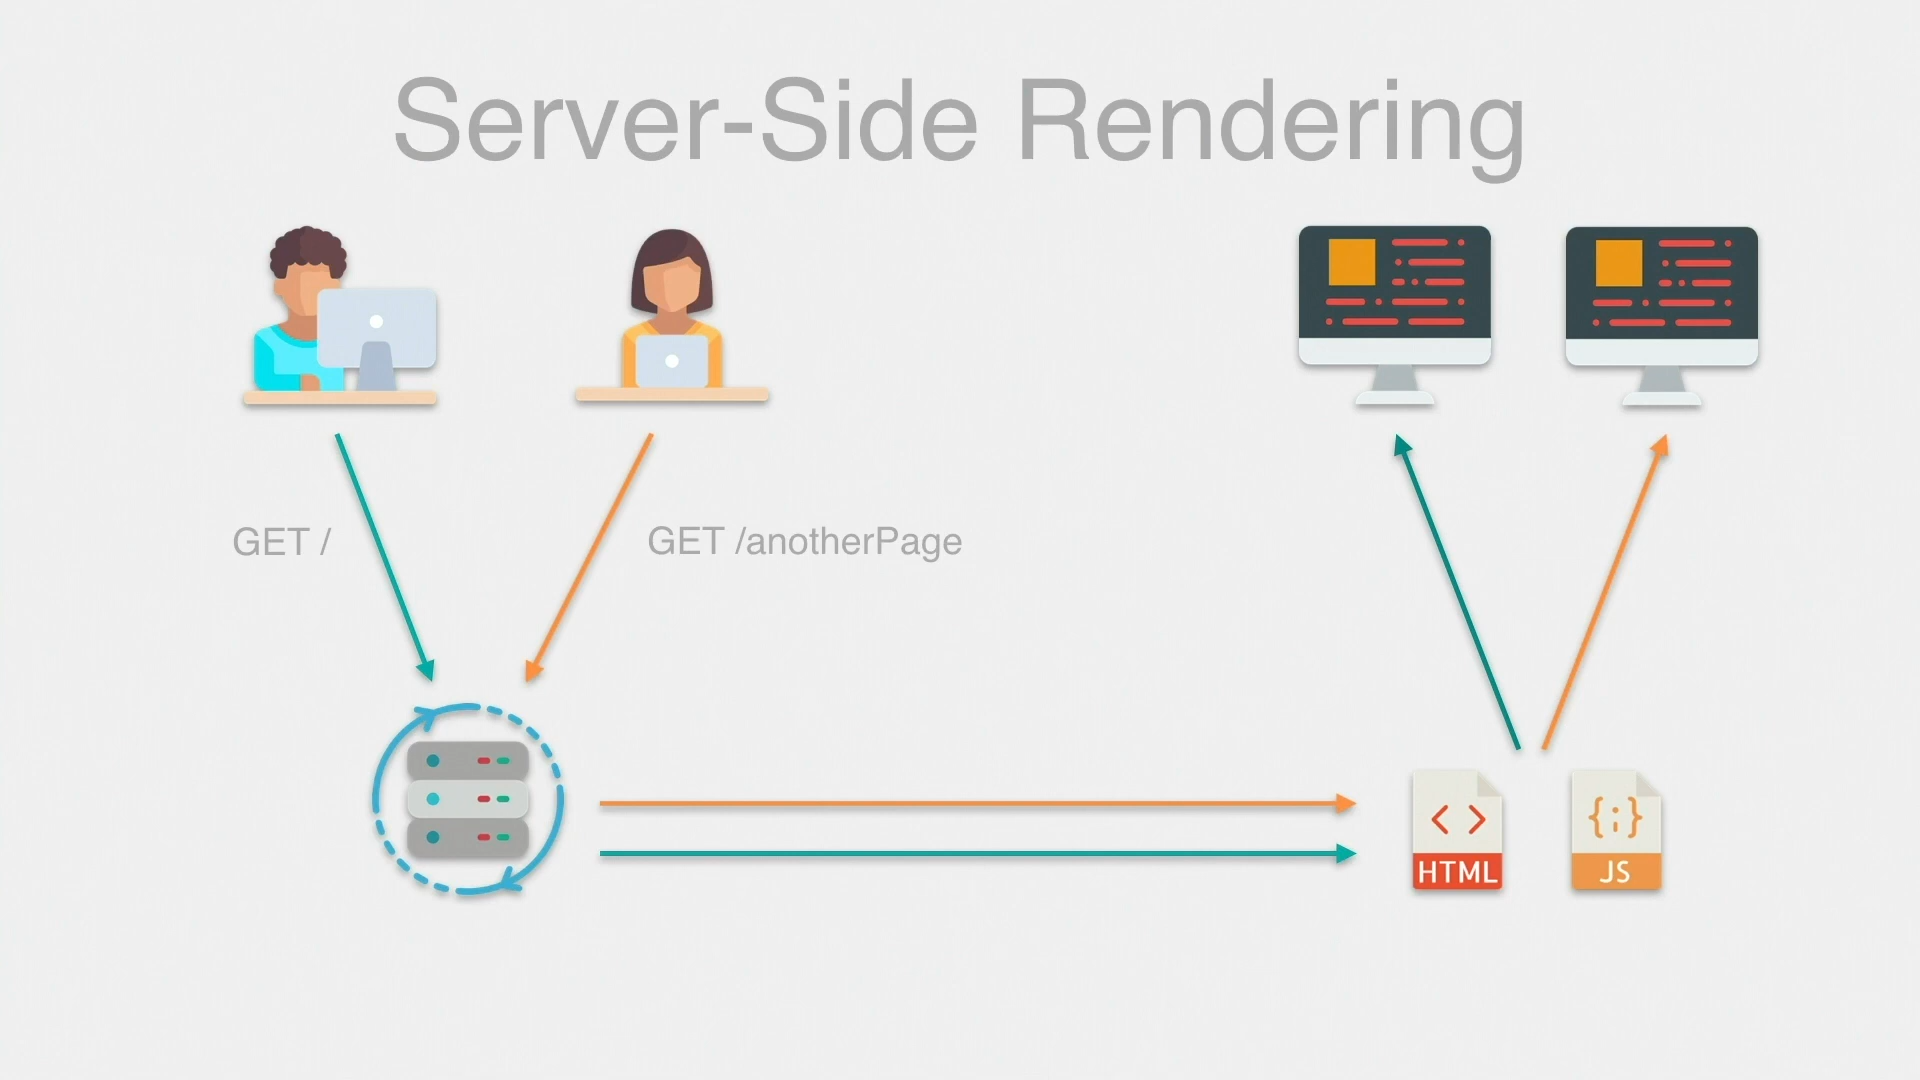 Server-Side Rendering
GET /
GET /anotherPage
< >
HTML
{;}
JS